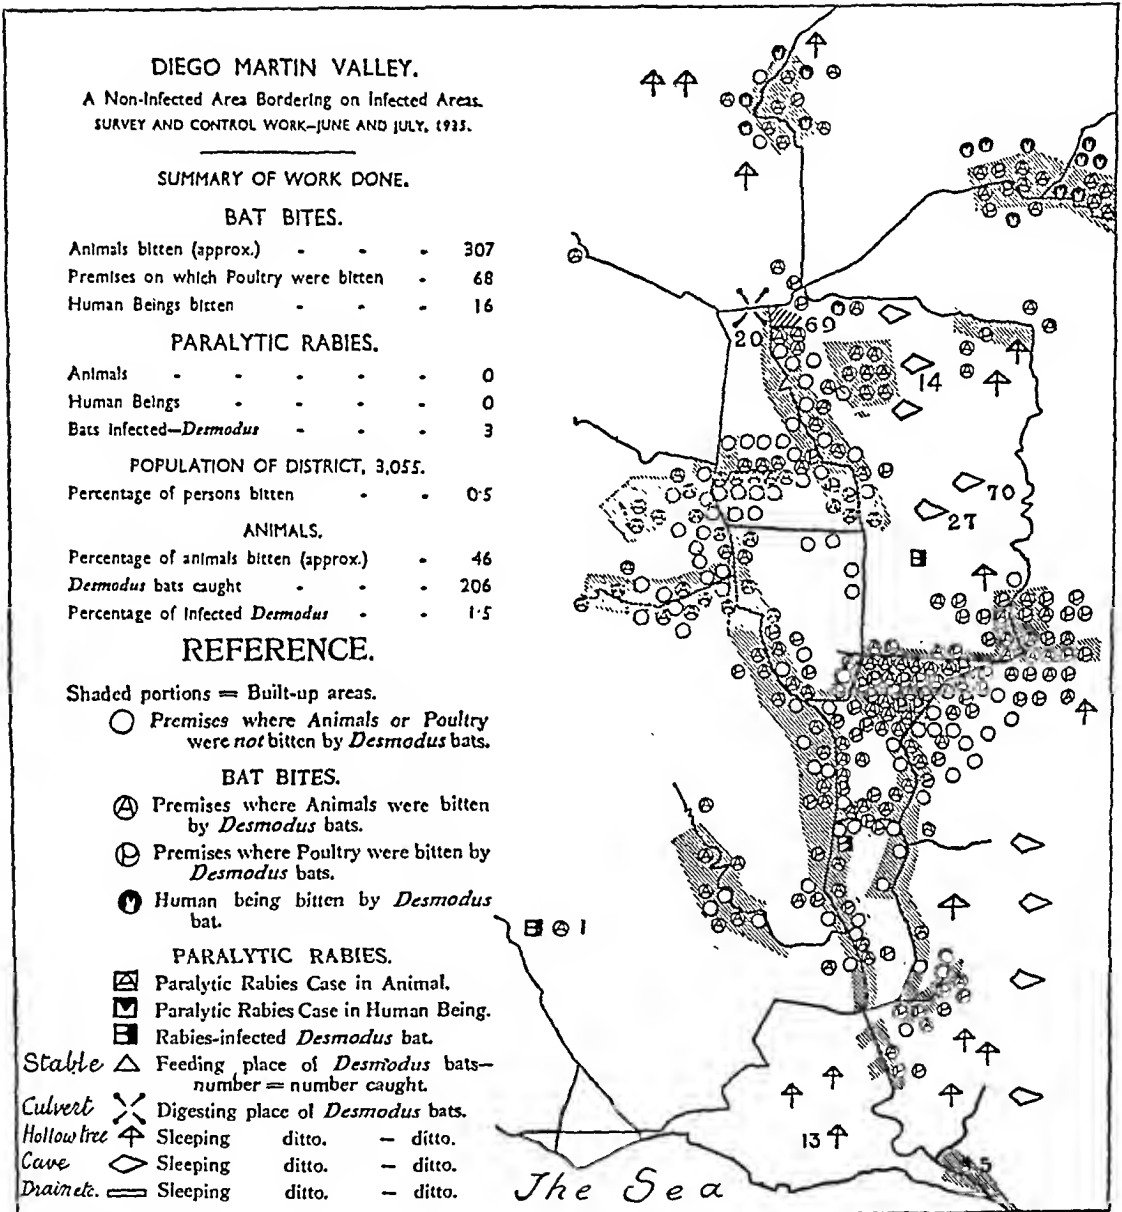 DIEGO MARTIN VALLEY.
A Non-Infected Area Bordering on Infected Areas.
SURVEY AND CONTROL WORK—JUNE AND JULY, 1935.
SUMMARY OF WORK DONE.
BAT BITES.
Animals bitten (approx.) - - - 307
Premises on which Poultry were bitten - 68
Human Beings bitten - - - 16
PARALYTIC RABIES.
Animals - - - - - - 0
Human Beings - - - - - 0
Bats Infected—Desmodus - - - 3
POPULATION OF DISTRICT, 3,055.
Percentage of persons bitten - - 0·5
ANIMALS.
Percentage of animals bitten (approx.) - 46
Desmodus bats caught - - - 206
Percentage of Infected Desmodus - - 1·5
REFERENCE.
Shaded portions = Built-up areas.
Premises where Animals or Poultry
were not bitten by Desmodus bats.
BAT BITES.
Premises where Animals were bitten
by Desmodus bats.
Premises where Poultry were bitten by
Desmodus bats.
Human being bitten by Desmodus
bat.
PARALYTIC RABIES.
Paralytic Rabies Case in Animal.
Paralytic Rabies Case in Human Being.
Rabies-infected Desmodus bat.
Stable Feeding place of Desmodus bats—
number = number caught.
Culvert Digesting place of Desmodus bats.
Hollow tree Sleeping ditto. — ditto.
Cave Sleeping ditto. — ditto.
Drain etc. Sleeping ditto. — ditto.
69
20
14
70
27
1
13
5
The Sea